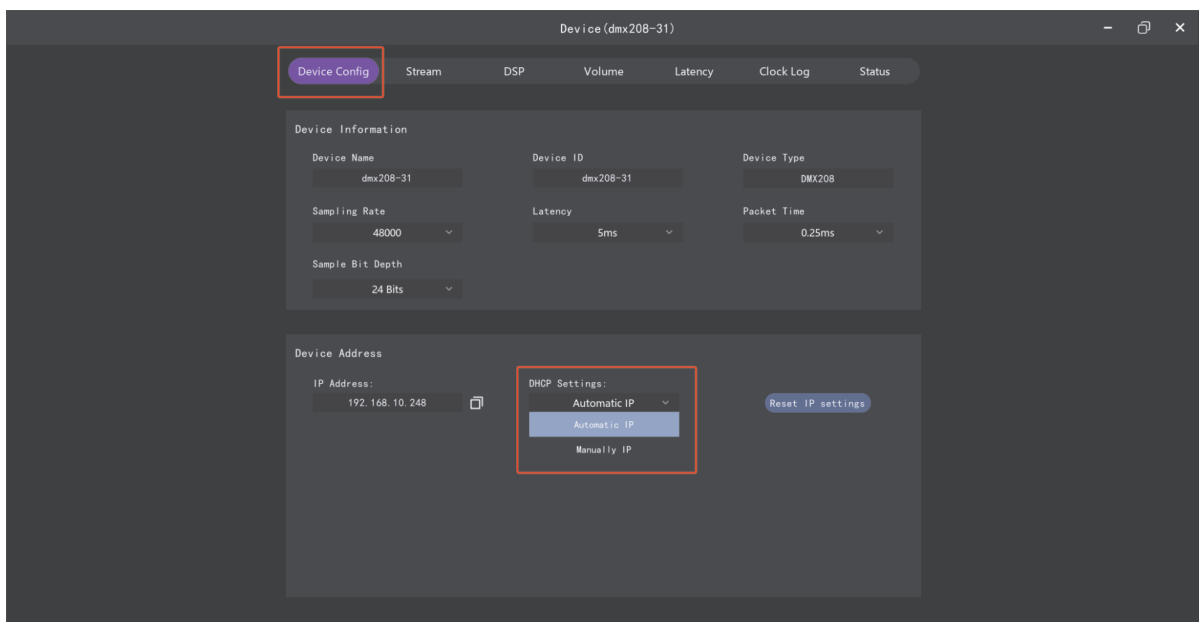 Device(dmx208-31)
Device Config Stream DSP Volume Latency Clock Log Status
Device Information
Device Name Device ID Device Type
dmx208-31 dmx208-31 DMX208
Sampling Rate Latency Packet Time
48000 5ms 0.25ms
Sample Bit Depth
24 Bits
Device Address
IP Address: DHCP Settings:
192.168.10.248 Automatic IP Reset IP settings
Automatic IP
Manually IP